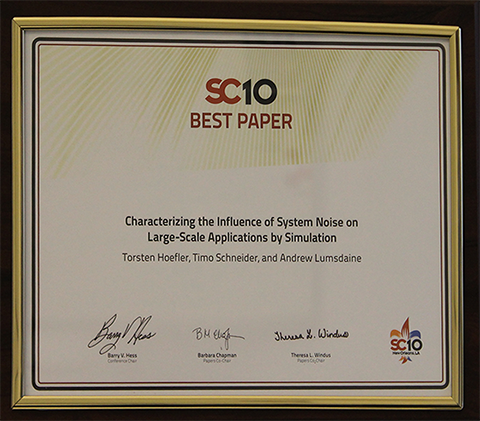 SC10
BEST PAPER
Characterizing the Influence of System Noise on
Large-Scale Applications by Simulation
Torsten Hoefler, Timo Schneider, and Andrew Lumsdaine
Barry V. Hess
Conference Chair
Barbara Chapman
Papers Co-Chair
Theresa L. Windus
Theresa L. Windus
Papers Co-Chair
SC10
New Orleans, LA